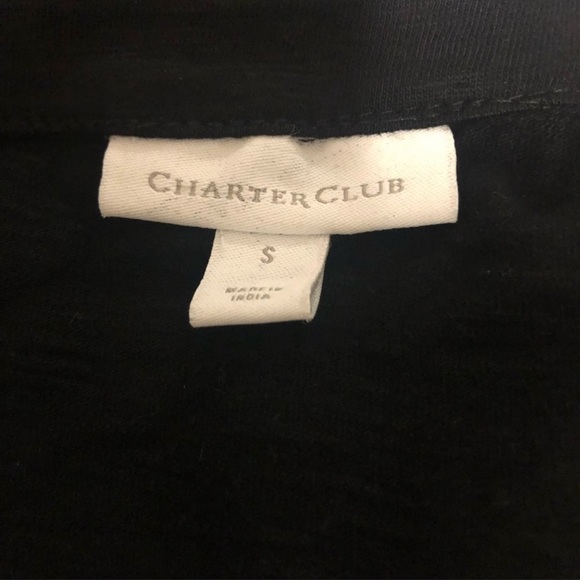 CHARTER CLUB
S
MADE IN
INDIA